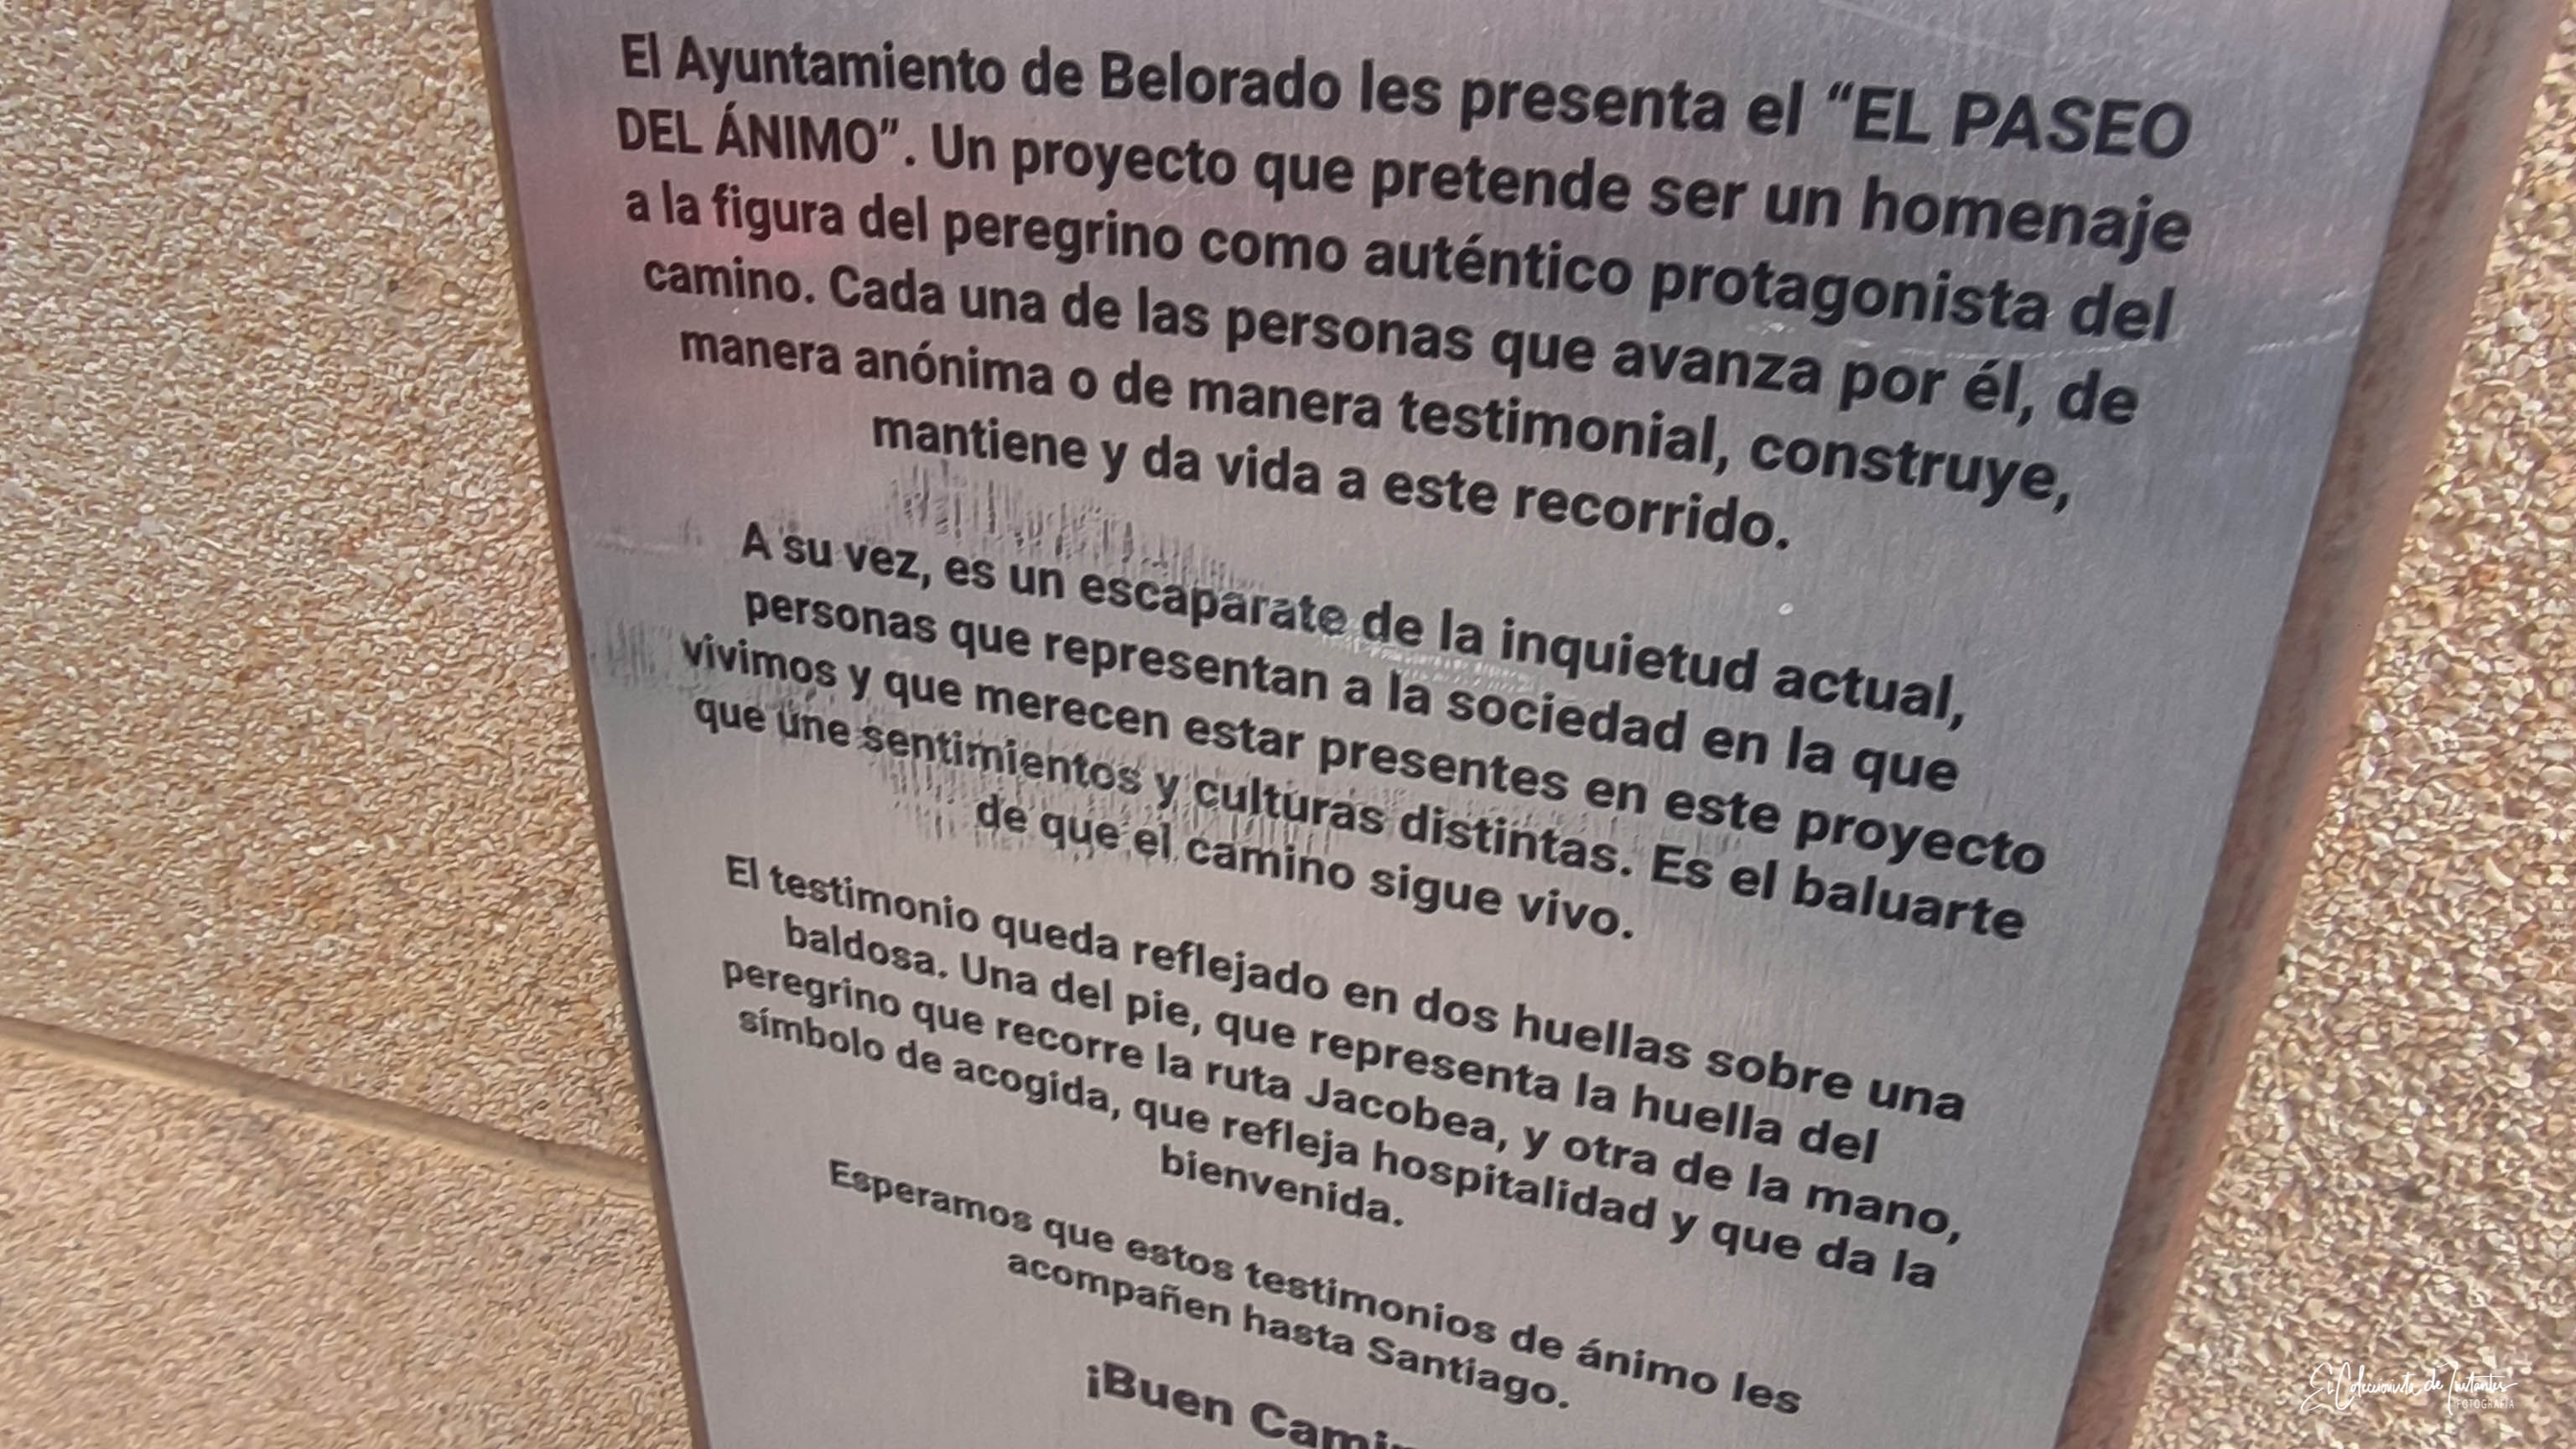 El Ayuntamiento de Belorado les presenta el “EL PASEO
DEL ÁNIMO”. Un proyecto que pretende ser un homenaje
a la figura del peregrino como auténtico protagonista del
camino. Cada una de las personas que avanza por él, de
manera anónima o de manera testimonial, construye,
mantiene y da vida a este recorrido.
A su vez, es un escaparate de la inquietud actual,
personas que representan a la sociedad en la que
vivimos y que merecen estar presentes en este proyecto
que une sentimientos y culturas distintas. Es el baluarte
de que el camino sigue vivo.
El testimonio queda reflejado en dos huellas sobre una
baldosa. Una del pie, que representa la huella del
peregrino que recorre la ruta Jacobea, y otra de la mano,
símbolo de acogida, que refleja hospitalidad y que da la
bienvenida.
Esperamos que estos testimonios de ánimo les
acompañen hasta Santiago.
¡Buen Cami
El Coleccionista de Instantes
FOTOGRAFÍA